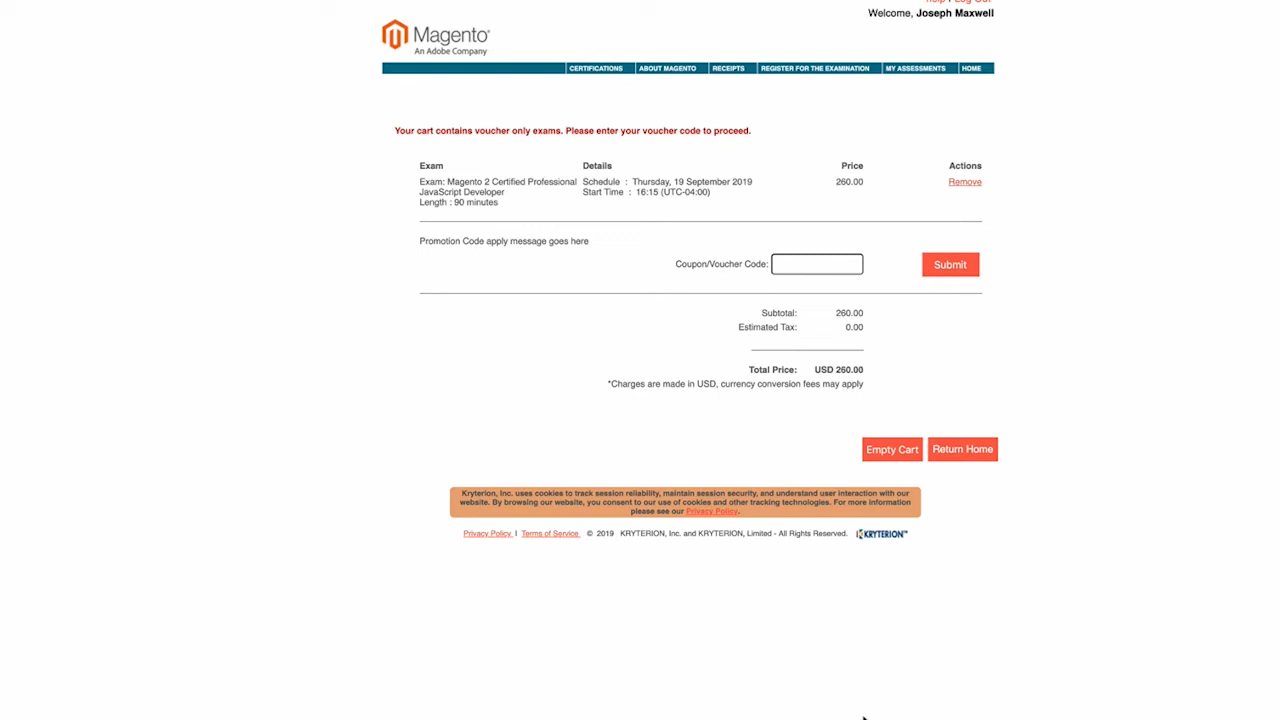 help | Log Out
Welcome, Joseph Maxwell
Magento®
An Adobe Company
CERTIFICATIONS ABOUT MAGENTO RECEIPTS REGISTER FOR THE EXAMINATION MY ASSESSMENTS HOME
Your cart contains voucher only exams. Please enter your voucher code to proceed.
Exam Details Price Actions
Exam: Magento 2 Certified Professional Schedule : Thursday, 19 September 2019 260.00 Remove
JavaScript Developer Start Time : 16:15 (UTC-04:00)
Length : 90 minutes
Promotion Code apply message goes here
Coupon/Voucher Code: Submit
Subtotal: 260.00
Estimated Tax: 0.00
Total Price: USD 260.00
*Charges are made in USD, currency conversion fees may apply
Empty Cart Return Home
Kryterion, Inc. uses cookies to track session reliability, maintain session security, and understand user interaction with our
website. By browsing our website, you consent to our use of cookies and other tracking technologies. For more information
please see our Privacy Policy.
Privacy Policy | Terms of Service © 2019 KRYTERION, Inc. and KRYTERION, Limited - All Rights Reserved. KRYTERION™